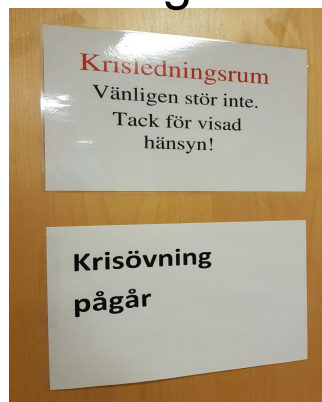 Krisledningsrum
Vänligen stör inte.
Tack för visad
hänsyn!
Krisövning
pågår